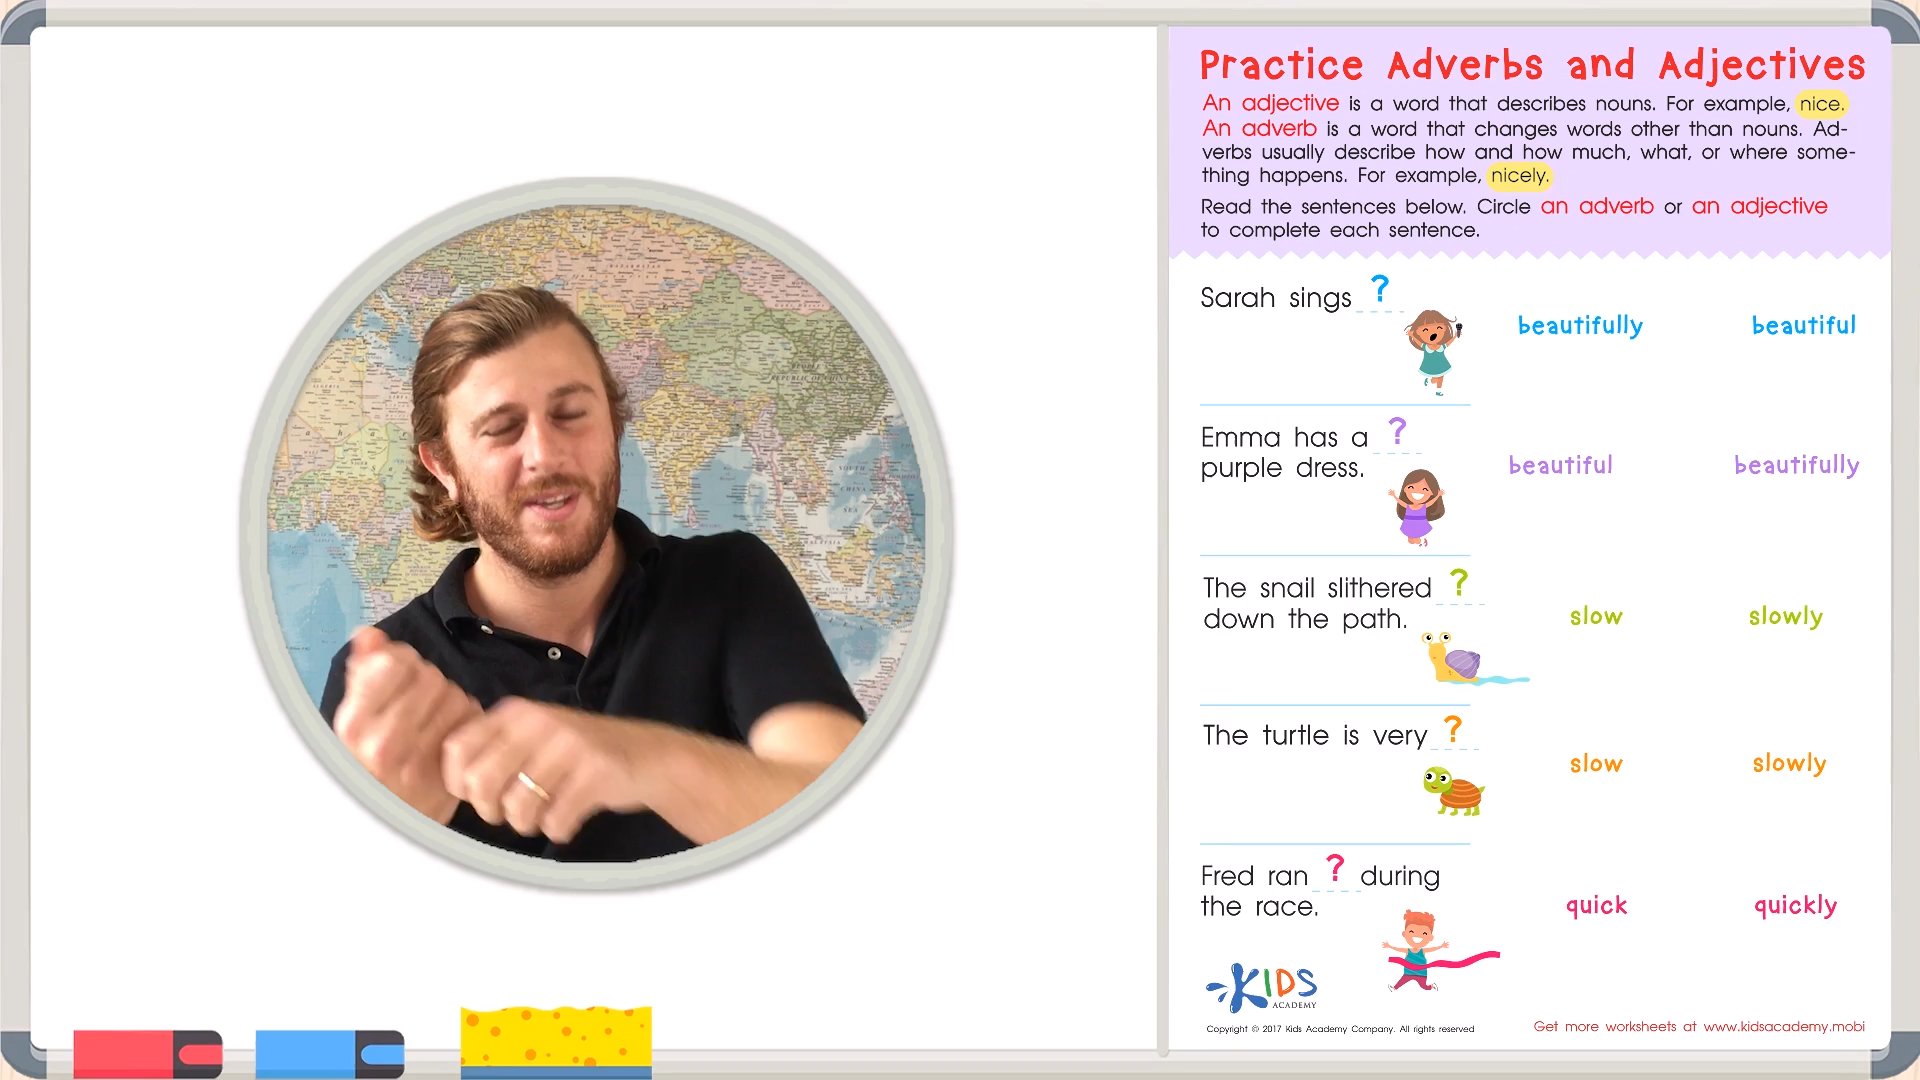 Practice Adverbs and Adjectives
An adjective is a word that describes nouns. For example, nice.
An adverb is a word that changes words other than nouns. Ad-
verbs usually describe how and how much, what, or where some-
thing happens. For example, nicely.
Read the sentences below. Circle an adverb or an adjective
to complete each sentence.
Sarah sings ?
beautifully beautiful
Emma has a ?
purple dress.
beautiful beautifully
The snail slithered ?
down the path.
slow slowly
The turtle is very ?
slow slowly
Fred ran ? during
the race.
quick quickly
KIDS
ACADEMY
Copyright © 2017 Kids Academy Company. All rights reserved
Get more worksheets at www.kidsacademy.mobi